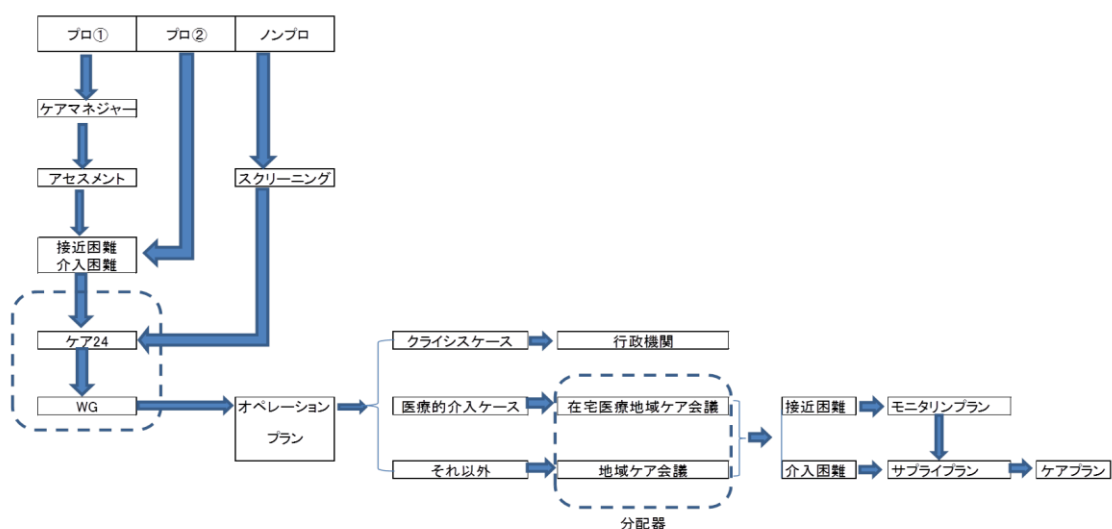 プロ①
プロ②
ノンプロ
ケアマネジャー
アセスメント
スクリーニング
接近困難
介入困難
ケア24
WG
オペレーション
プラン
クライシスケース
行政機関
医療的介入ケース
在宅医療地域ケア会議
接近困難
モニタリンプラン
それ以外
地域ケア会議
介入困難
サプライプラン
ケアプラン
分配器